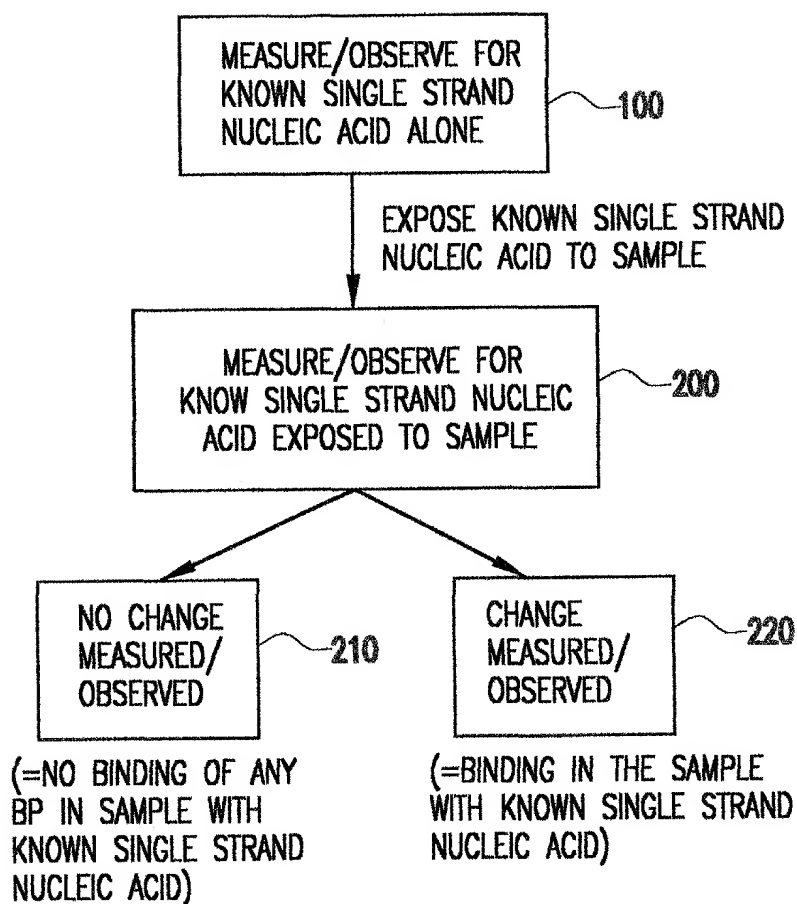 MEASURE/OBSERVE FOR
KNOWN SINGLE STRAND
NUCLEIC ACID ALONE
100
EXPOSE KNOWN SINGLE STRAND
NUCLEIC ACID TO SAMPLE
MEASURE/OBSERVE FOR
KNOW SINGLE STRAND NUCLEIC
ACID EXPOSED TO SAMPLE
200
NO CHANGE
MEASURED/
OBSERVED
210
(=NO BINDING OF ANY
BP IN SAMPLE WITH
KNOWN SINGLE STRAND
NUCLEIC ACID)
CHANGE
MEASURED/
OBSERVED
220
(=BINDING IN THE SAMPLE
WITH KNOWN SINGLE STRAND
NUCLEIC ACID)